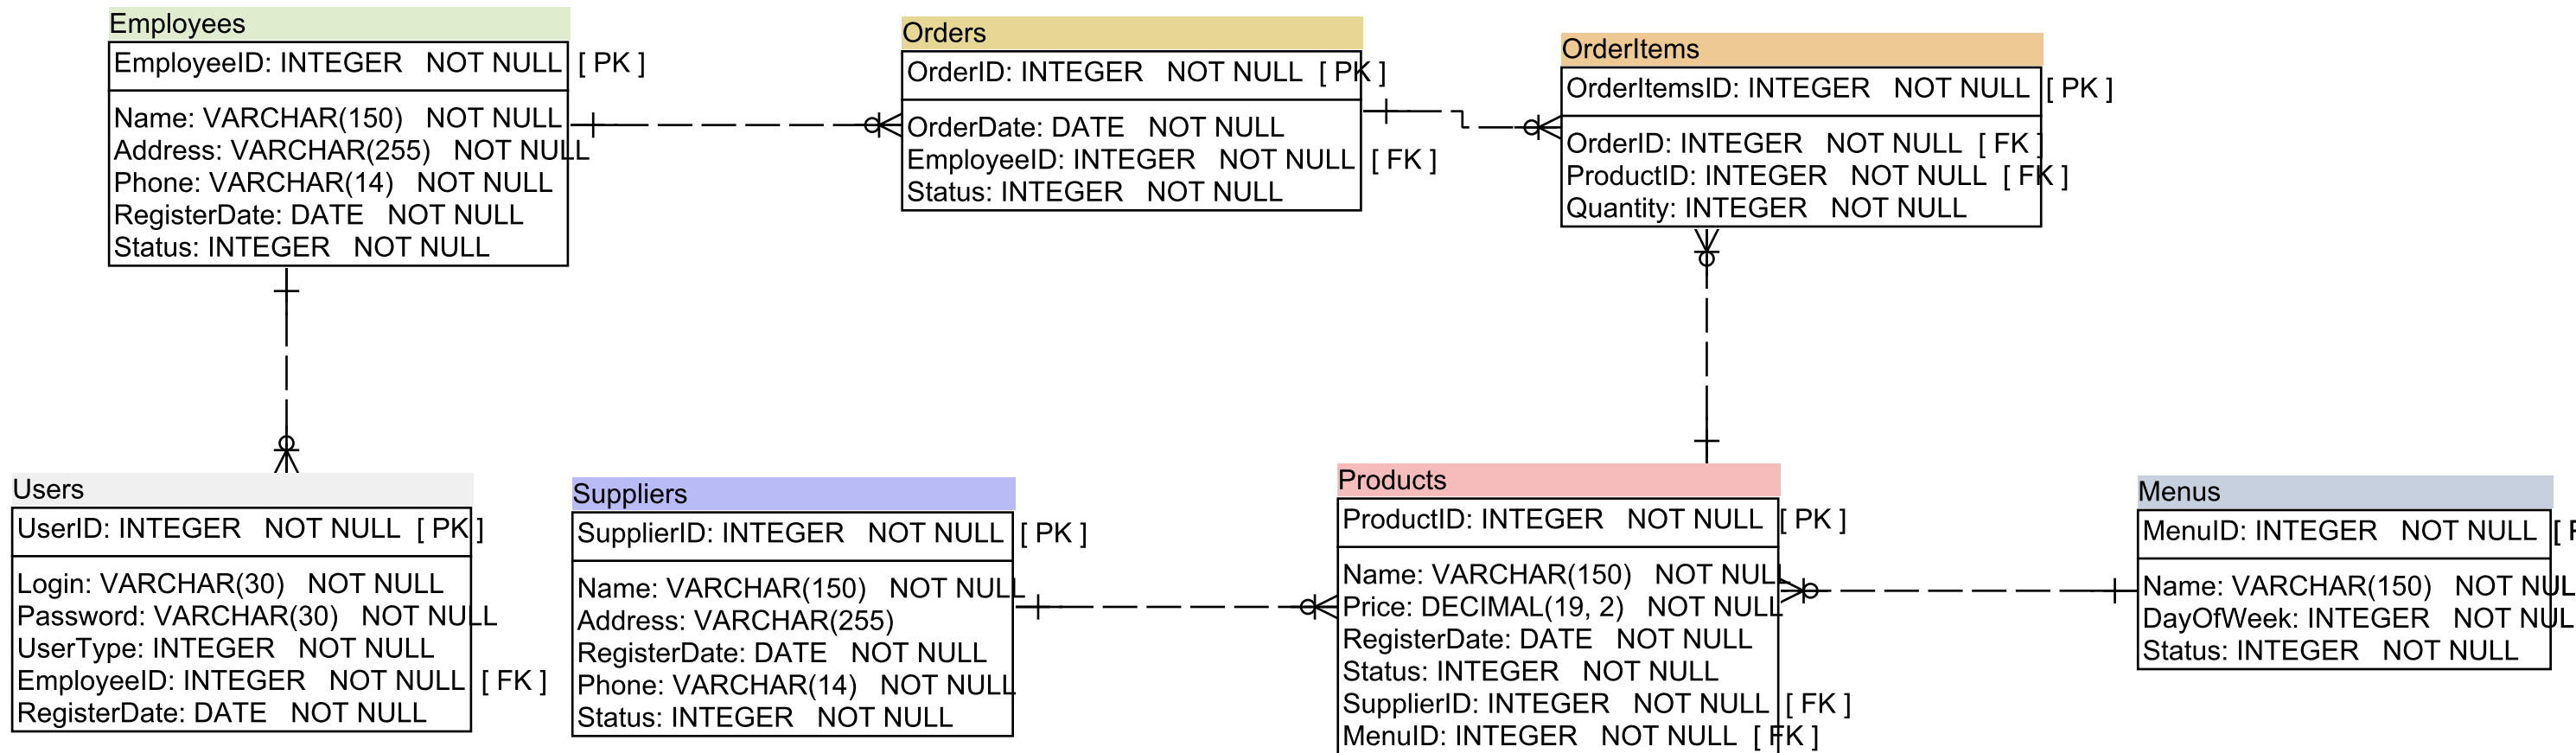 Employees
EmployeeID: INTEGER NOT NULL [ PK ]
Name: VARCHAR(150) NOT NULL
Address: VARCHAR(255) NOT NULL
Phone: VARCHAR(14) NOT NULL
RegisterDate: DATE NOT NULL
Status: INTEGER NOT NULL
Orders
OrderID: INTEGER NOT NULL [ PK ]
OrderDate: DATE NOT NULL
EmployeeID: INTEGER NOT NULL [ FK ]
Status: INTEGER NOT NULL
OrderItems
OrderItemsID: INTEGER NOT NULL [ PK ]
OrderID: INTEGER NOT NULL [ FK ]
ProductID: INTEGER NOT NULL [ FK ]
Quantity: INTEGER NOT NULL
Users
UserID: INTEGER NOT NULL [ PK ]
Login: VARCHAR(30) NOT NULL
Password: VARCHAR(30) NOT NULL
UserType: INTEGER NOT NULL
EmployeeID: INTEGER NOT NULL [ FK ]
RegisterDate: DATE NOT NULL
Suppliers
SupplierID: INTEGER NOT NULL [ PK ]
Name: VARCHAR(150) NOT NULL
Address: VARCHAR(255)
RegisterDate: DATE NOT NULL
Phone: VARCHAR(14) NOT NULL
Status: INTEGER NOT NULL
Products
ProductID: INTEGER NOT NULL [ PK ]
Name: VARCHAR(150) NOT NULL
Price: DECIMAL(19, 2) NOT NULL
RegisterDate: DATE NOT NULL
Status: INTEGER NOT NULL
SupplierID: INTEGER NOT NULL [ FK ]
MenuID: INTEGER NOT NULL [ FK ]
Menus
MenuID: INTEGER NOT NULL [
Name: VARCHAR(150) NOT NUL
DayOfWeek: INTEGER NOT NUL
Status: INTEGER NOT NULL